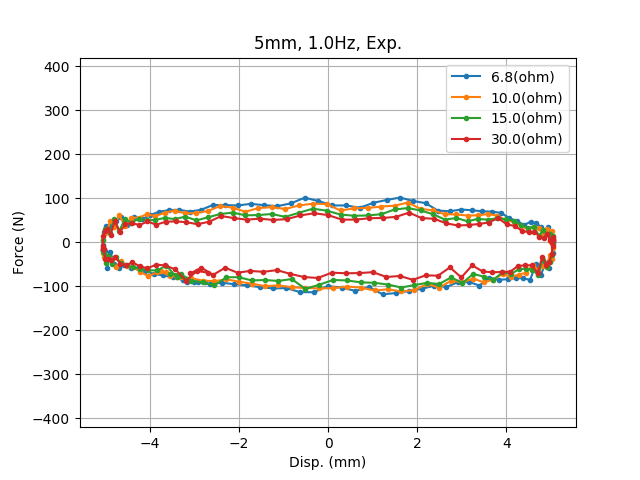 5mm, 1.0Hz, Exp.
400
300
200
100
0
−100
−200
−300
−400
Force (N)
6.8(ohm)
10.0(ohm)
15.0(ohm)
30.0(ohm)
−4 −2 0 2 4
Disp. (mm)